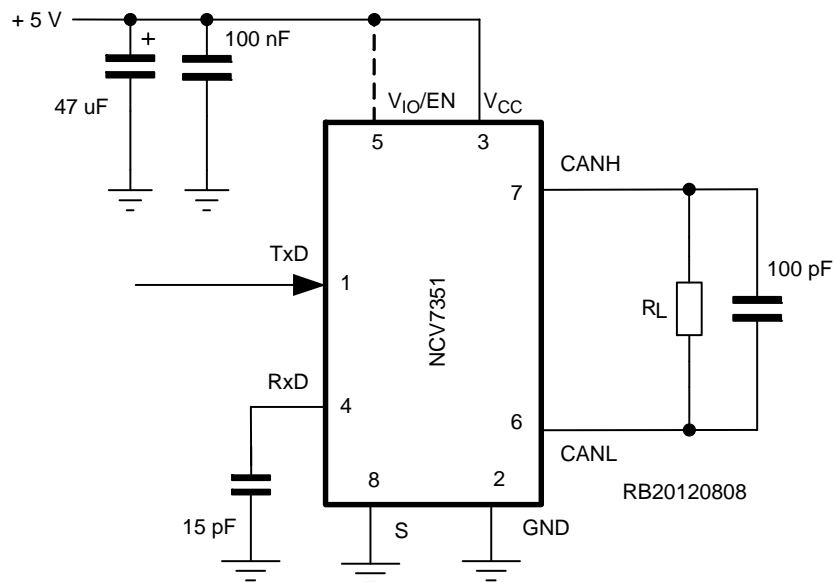 + 5 V
+
100 nF
47 uF
VIO/EN
VCC
5
3
CANH
7
TxD
1
100 pF
RL
NCV7351
RxD
4
6
CANL
8
2
RB20120808
15 pF
S
GND